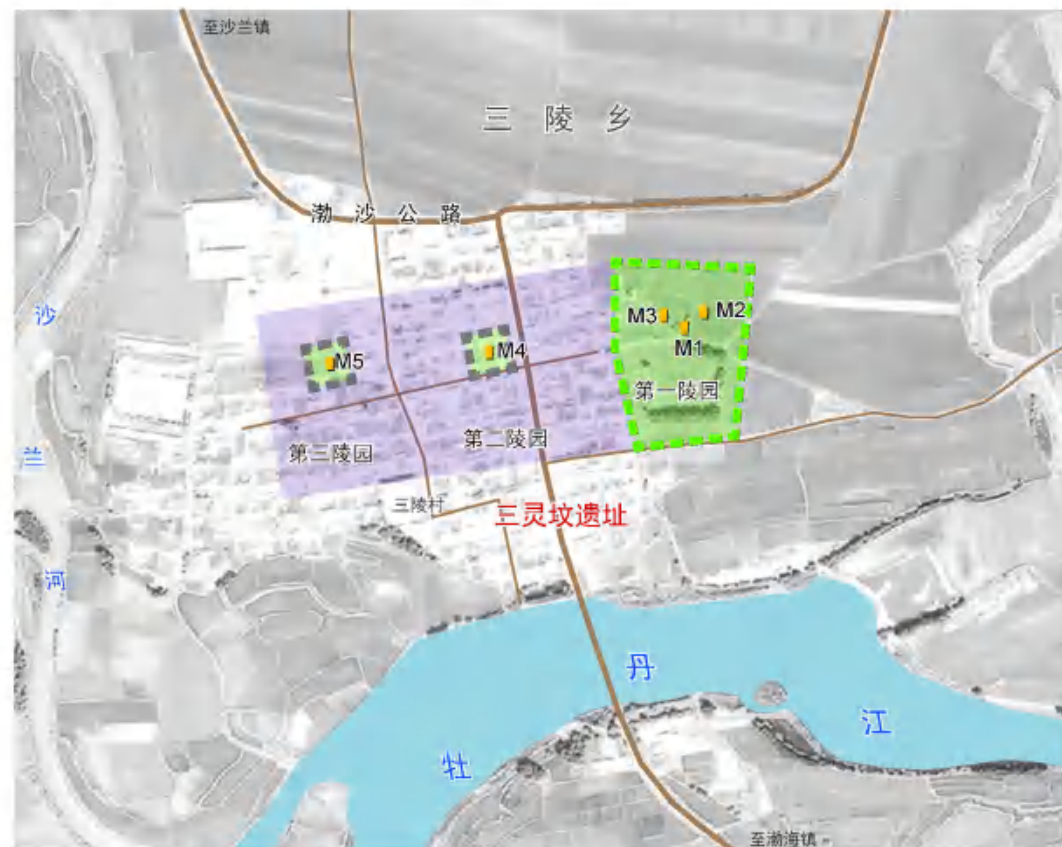 至沙兰镇
三 陵 乡
渤 沙 公 路
沙
兰
河
M3
M2
M1
M5
M4
第一陵园
第二陵园
第三陵园
三陵村
三灵坟遗址
丹
江
牡
至渤海镇